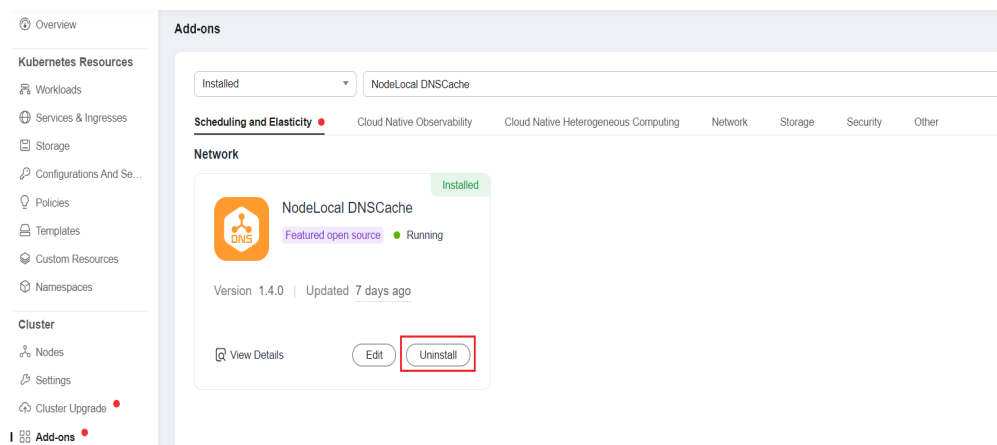 Overview
Kubernetes Resources
Workloads
Services & Ingresses
Storage
Configurations And Se...
Policies
Templates
Custom Resources
Namespaces
Cluster
Nodes
Settings
Cluster Upgrade
Add-ons
Add-ons
Installed NodeLocal DNSCache
Scheduling and Elasticity Cloud Native Observability Cloud Native Heterogeneous Computing Network Storage Security Other
Network
Installed
DNS
NodeLocal DNSCache
Featured open source Running
Version 1.4.0 | Updated 7 days ago
View Details Edit Uninstall